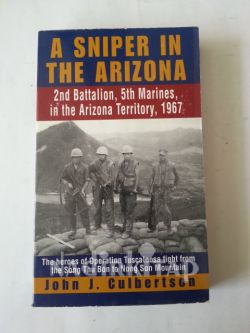 A SNIPER IN
THE ARIZONA
2nd Battalion, 5th Marines,
in the Arizona Territory, 1967
The heroes of Operation Tuscaloosa fight from
the Song Thu Bon to Nong Son Mountain
John J. Culbertson